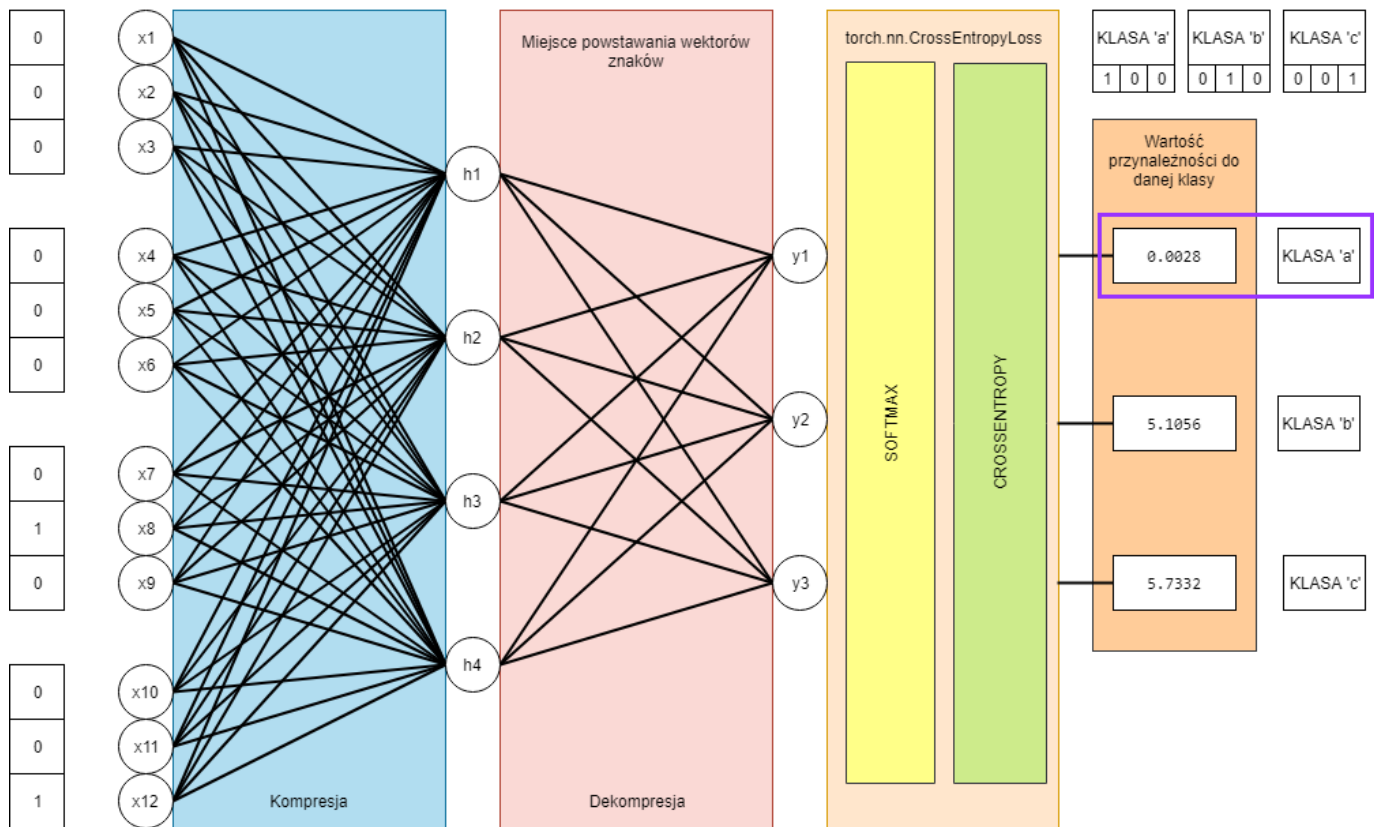 0
0
0
0
0
0
0
1
0
0
0
1
x1
x2
x3
x4
x5
x6
x7
x8
x9
x10
x11
x12
Kompresja
h1
h2
h3
h4
Miejsce powstawania wektorów
znaków
Dekompresja
y1
y2
y3
torch.nn.CrossEntropyLoss
SOFTMAX
CROSSENTROPY
KLASA 'a'
1 0 0
KLASA 'b'
0 1 0
KLASA 'c'
0 0 1
Wartość
przynależności do
danej klasy
0.0028
KLASA 'a'
5.1056
KLASA 'b'
5.7332
KLASA 'c'